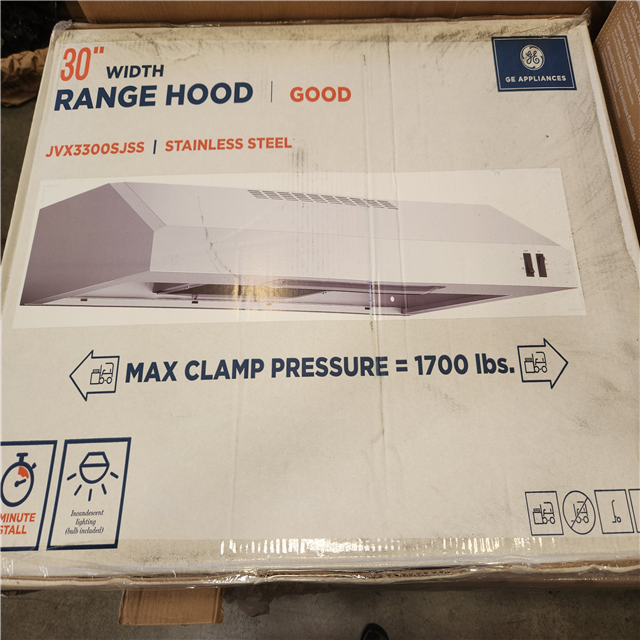 30" WIDTH
RANGE HOOD | GOOD
GE APPLIANCES
JVX3300SJSS | STAINLESS STEEL
MAX CLAMP PRESSURE = 1700 lbs.
MINUTE
STALL
Incandescent
lighting
(bulb included)